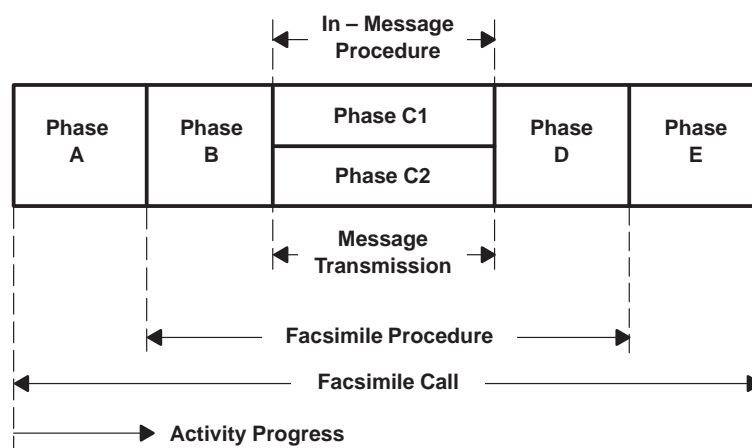 In – Message
Procedure
Phase
A
Phase
B
Phase C1
Phase C2
Phase
D
Phase
E
Message
Transmission
Facsimile Procedure
Facsimile Call
Activity Progress